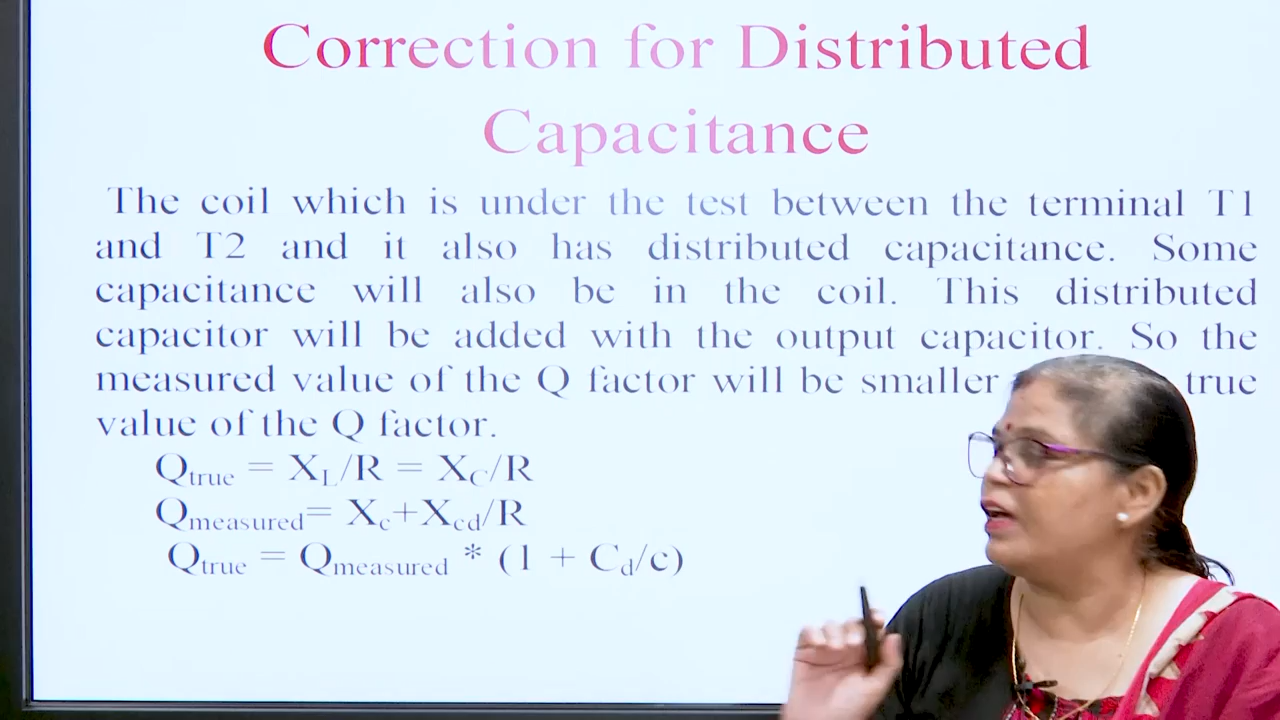 Correction for Distributed
Capacitance
The coil which is under the test between the terminal T1
and T2 and it also has distributed capacitance. Some
capacitance will also be in the coil. This distributed
capacitor will be added with the output capacitor. So the
measured value of the Q factor will be smaller true
value of the Q factor.
Qtrue = XL/R = XC/R
Qmeasured= Xc+Xcd/R
Qtrue = Qmeasured * (1 + Cd/c)